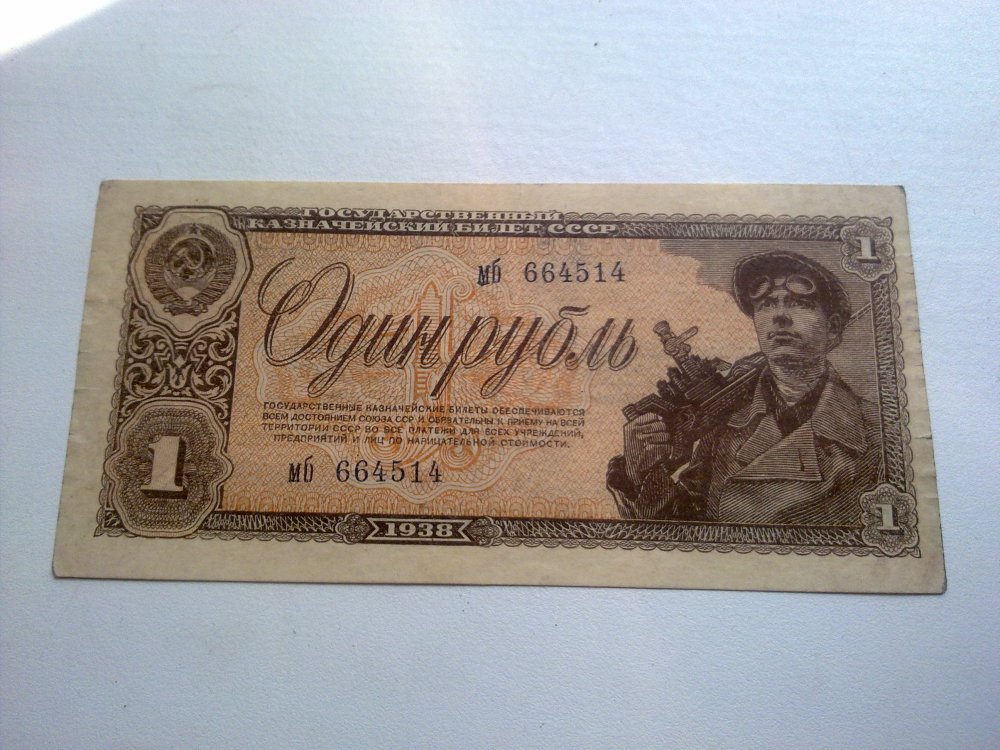 ГОСУДАРСТВЕННЫЙ
КАЗНАЧЕЙСКИЙ БИЛЕТ СССР
1
мб 664514
Один рубль
ГОСУДАРСТВЕННЫЕ КАЗНАЧЕЙСКИЕ БИЛЕТЫ ОБЕСПЕЧИВАЮТСЯ
ВСЕМ ДОСТОЯНИЕМ СОЮЗА ССР И ОБЯЗАТЕЛЬНЫ К ПРИЕМУ НА ВСЕЙ
ТЕРРИТОРИИ СССР ВО ВСЕ ПЛАТЕЖИ ДЛЯ ВСЕХ УЧРЕЖДЕНИЙ,
ПРЕДПРИЯТИЙ И ЛИЦ ПО НАРИЦАТЕЛЬНОЙ СТОИМОСТИ.
1
мб 664514
1
1938